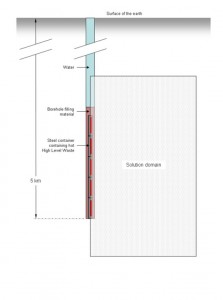 Surface of the earth
Water
Borehole filling
material
Steel container
containing hot
High Level Waste
Solution domain
5 km